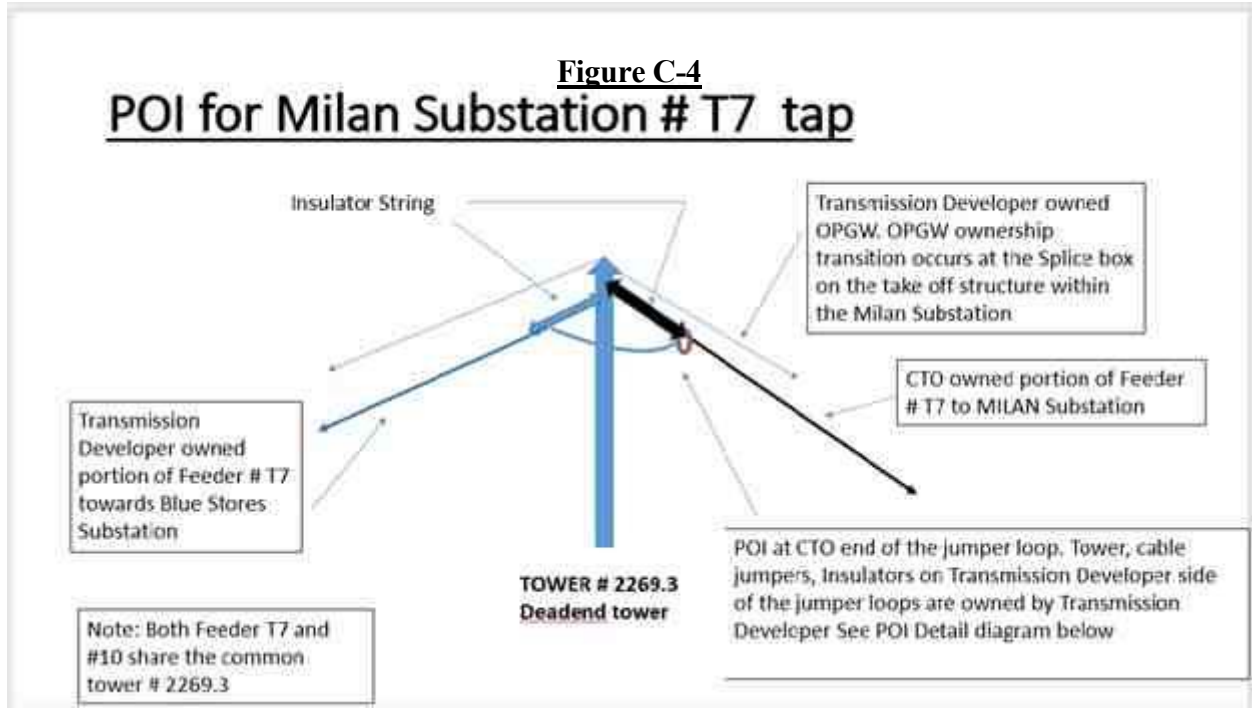 Figure C-4
POI for Milan Substation # T7 tap
Insulator String
Transmission Developer owned
OPGW. OPGW ownership
transition occurs at the Splice box
on the take off structure within
the Milan Substation
CTO owned portion of Feeder
# T7 to MILAN Substation
Transmission
Developer owned
portion of Feeder # T7
towards Blue Stores
Substation
POI at CTO end of the jumper loop. Tower, cable
jumpers, Insulators on Transmission Developer side
of the jumper loops are owned by Transmission
Developer See POI Detail diagram below
TOWER # 2269.3
Deadend tower
Note: Both Feeder T7 and
#10 share the common
tower # 2269.3